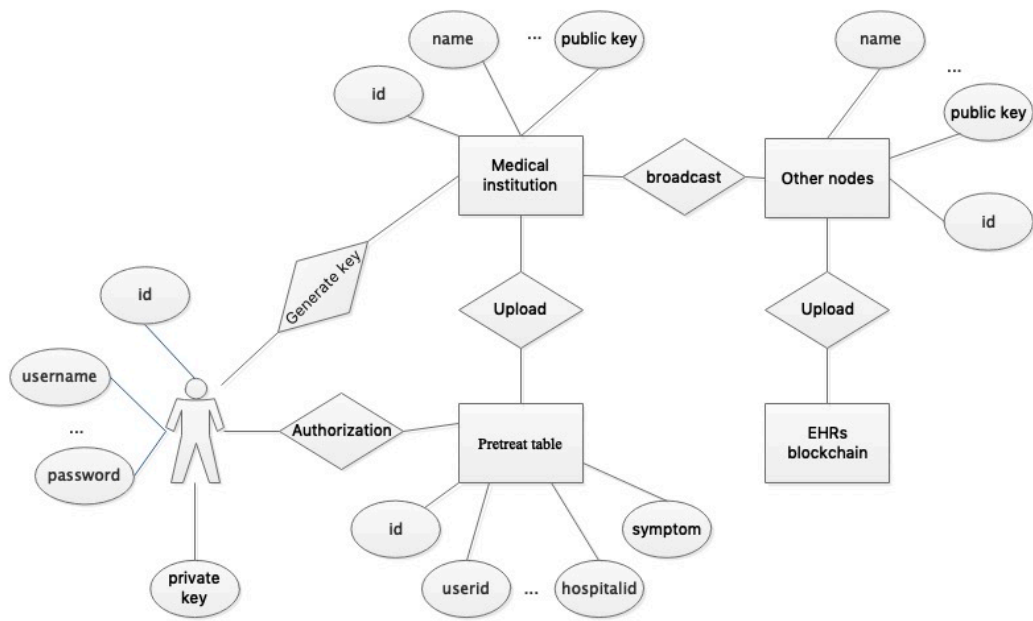 name
...
public key
name
...
public key
id
Medical
institution
broadcast
Other nodes
id
Generate key
id
Upload
Upload
username
...
password
Authorization
Pretreat table
EHRs
blockchain
id
symptom
userid
...
hospitalid
private
key